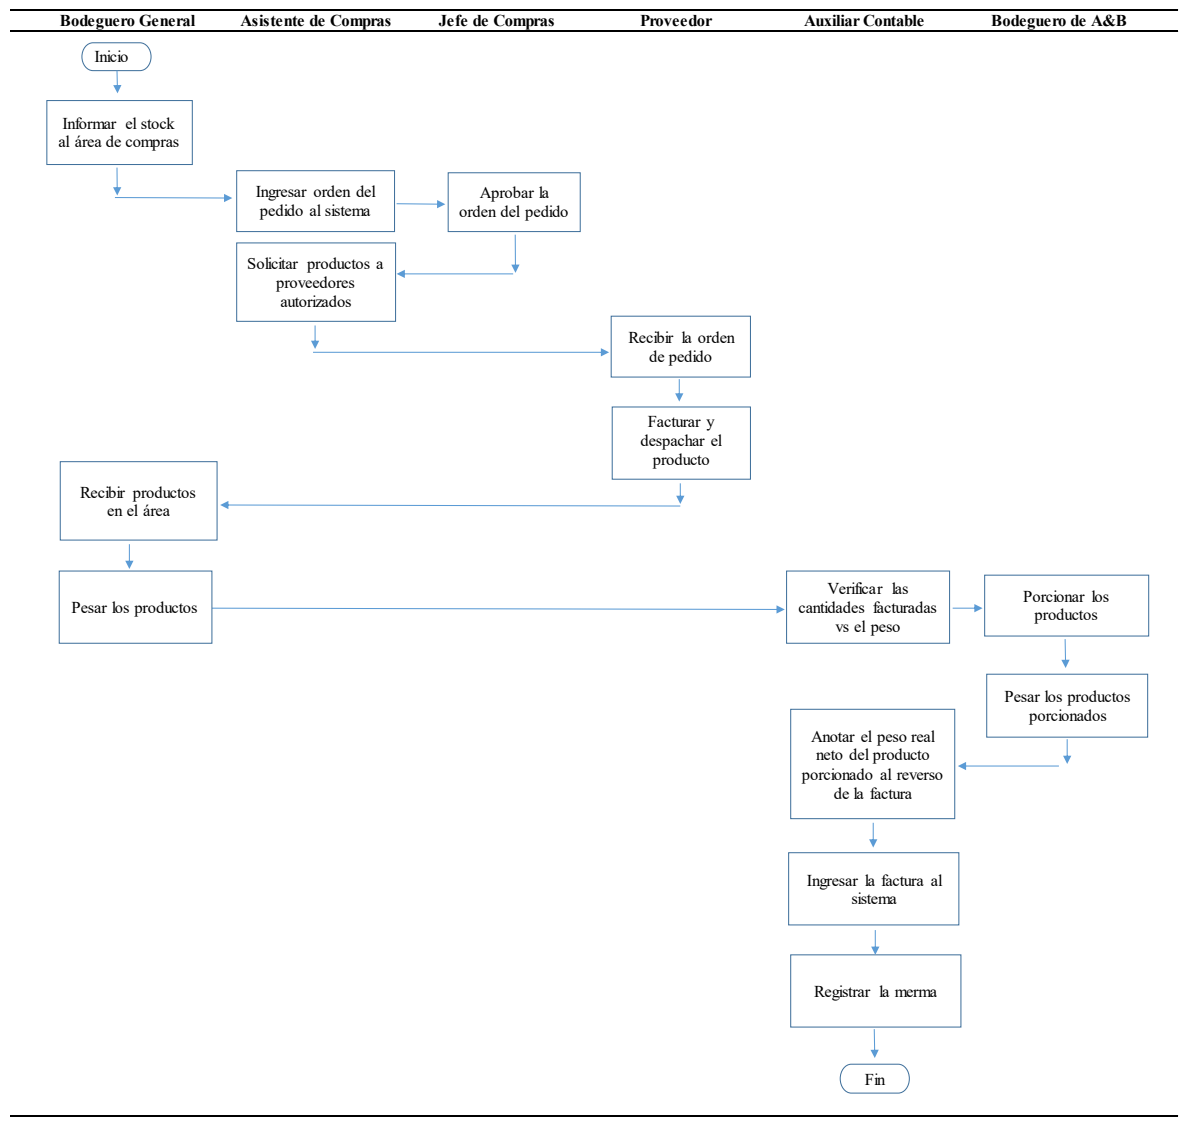 Bodeguero General Asistente de Compras Jefe de Compras Proveedor Auxiliar Contable Bodeguero de A&B
Inicio
Informar el stock
al área de compras
Ingresar orden del
pedido al sistema
Aprobar la
orden del pedido
Solicitar productos a
proveedores
autorizados
Recibir la orden
de pedido
Facturar y
despachar el
producto
Recibir productos
en el área
Pesar los productos
Verificar las
cantidades facturadas
vs el peso
Porcionar los
productos
Pesar los productos
porcionados
Anotar el peso real
neto del producto
porcionado al reverso
de la factura
Ingresar la factura al
sistema
Registrar la merma
Fin